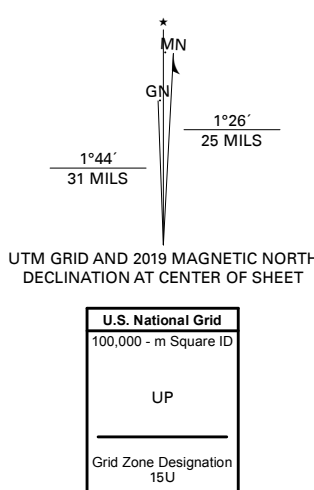 ★
MN
GN
1°26´
25 MILS
1°44´
31 MILS
UTM GRID AND 2019 MAGNETIC NORTH
DECLINATION AT CENTER OF SHEET
U.S. National Grid
100,000 - m Square ID
UP
Grid Zone Designation
15U